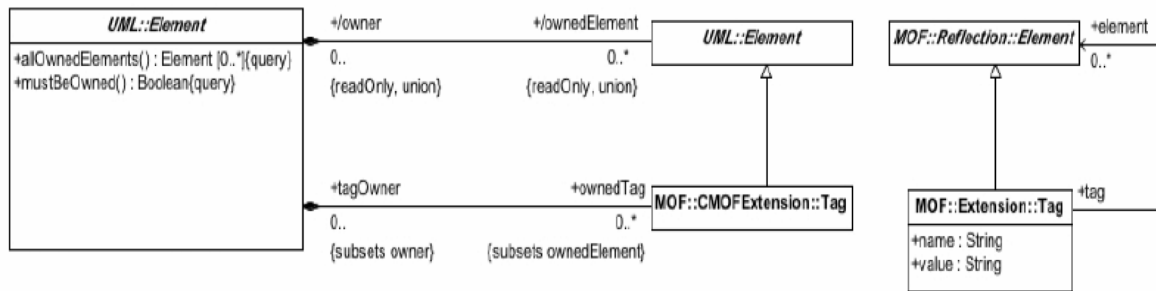 UML::Element
+allOwnedElements() : Element [0..*]{query}
+mustBeOwned() : Boolean{query}
+/owner
0..
{readOnly, union}
+/ownedElement
0..*
{readOnly, union}
UML::Element
+tagOwner
0..
{subsets owner}
+ownedTag
0..*
{subsets ownedElement}
MOF::CMOFExtension::Tag
MOF::Reflection::Element
+element
0..*
MOF::Extension::Tag
+name : String
+value : String
+tag